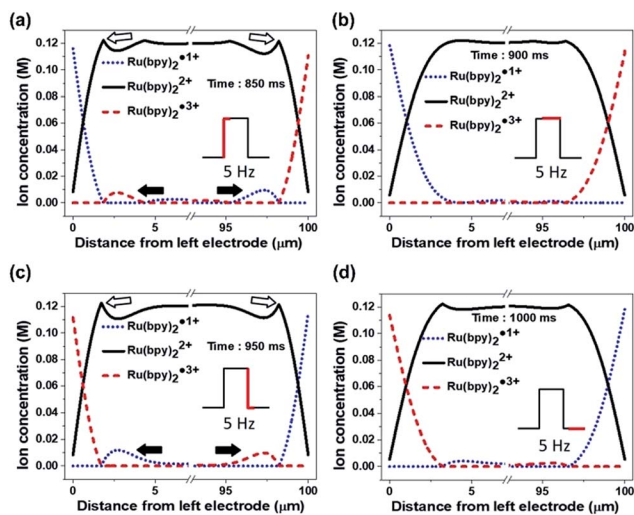 (a)
Ion concentration (M)
0.12
0.10
0.08
0.06
0.04
0.02
0.00
Ru(bpy)₂•1+
Ru(bpy)₂2+
Ru(bpy)₂•3+
Time : 850 ms
5 Hz
0 5 95 100
Distance from left electrode (μm)
(b)
Ion concentration (M)
0.12
0.10
0.08
0.06
0.04
0.02
0.00
Time : 900 ms
Ru(bpy)₂•1+
Ru(bpy)₂2+
Ru(bpy)₂•3+
5 Hz
0 5 95 100
Distance from left electrode (μm)
(c)
Ion concentration (M)
0.12
0.10
0.08
0.06
0.04
0.02
0.00
Ru(bpy)₂•1+
Ru(bpy)₂2+
Ru(bpy)₂•3+
Time : 950 ms
5 Hz
0 5 95 100
Distance from left electrode (μm)
(d)
Ion concentration (M)
0.12
0.10
0.08
0.06
0.04
0.02
0.00
Time : 1000 ms
Ru(bpy)₂•1+
Ru(bpy)₂2+
Ru(bpy)₂•3+
5 Hz
0 5 95 100
Distance from left electrode (μm)